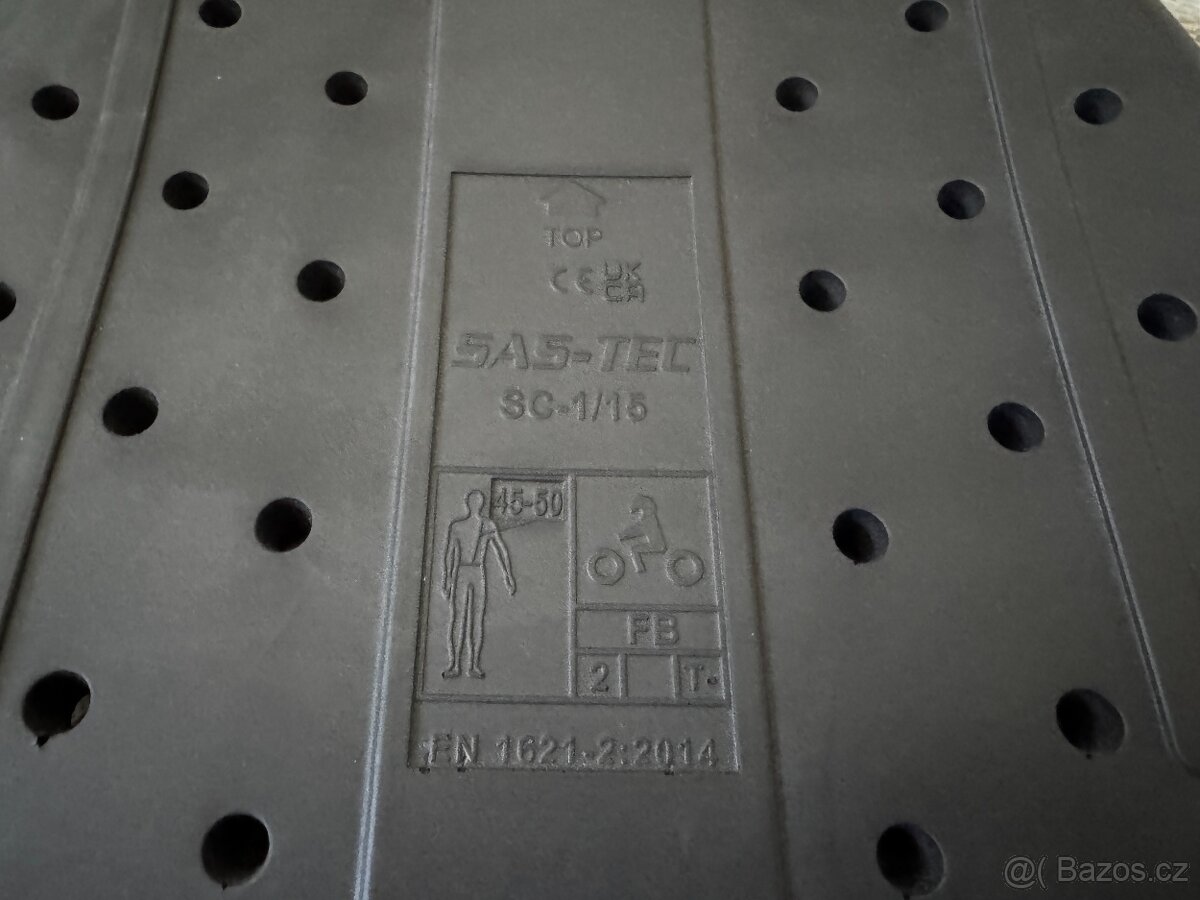 TOP
CE UK CA
SAS-TEC
SC-1/15
45-50
FB
2 T-
EN 1621-2:2014
@( Bazos.cz